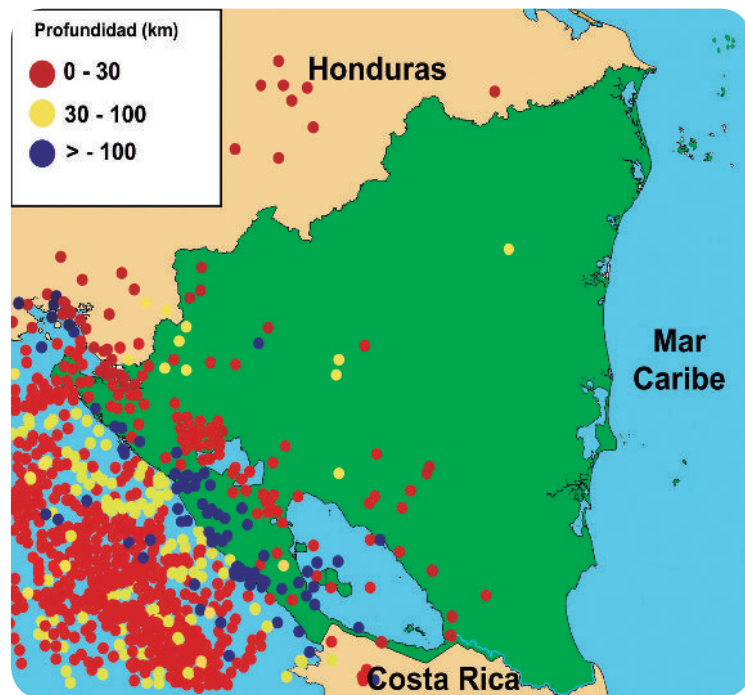 Profundidad (km)
0 - 30
30 - 100
> - 100
Honduras
Mar
Caribe
Costa Rica